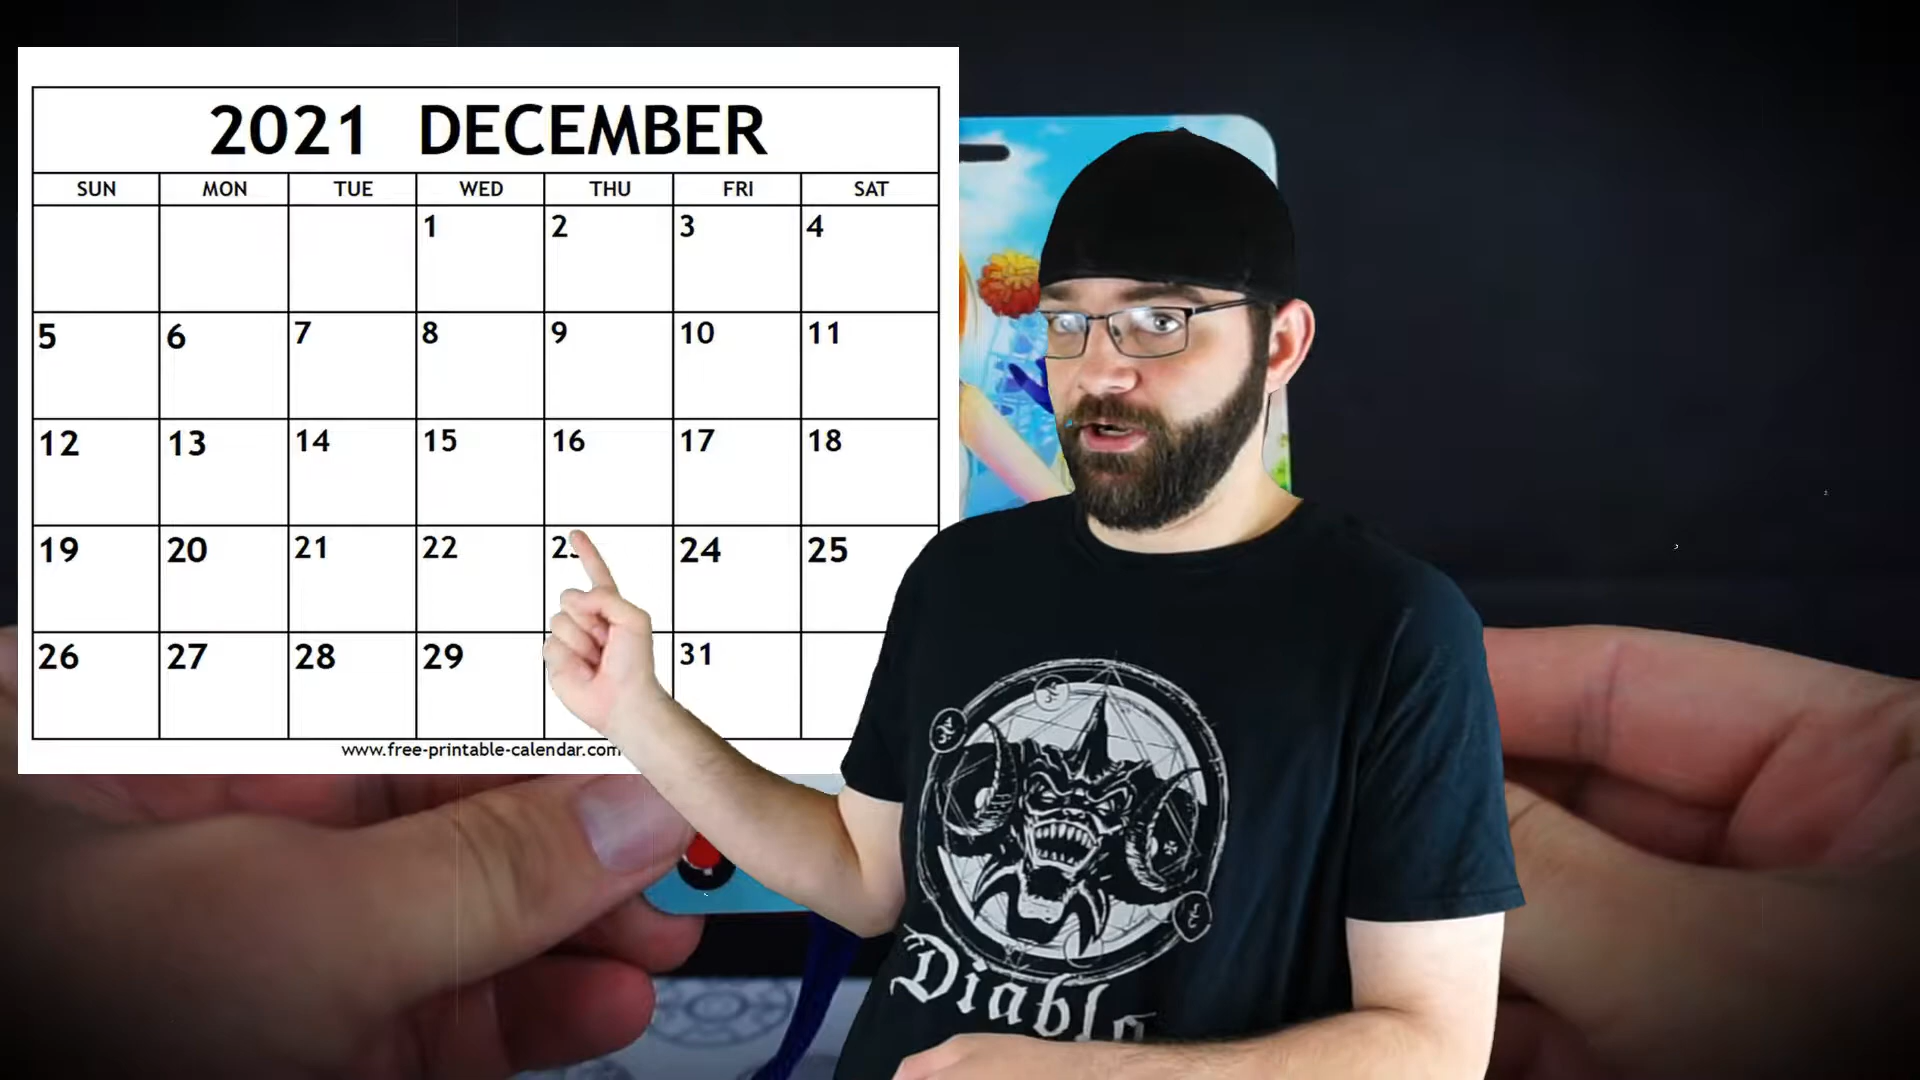 2021 DECEMBER
SUN MON TUE WED THU FRI SAT
1 2 3 4
5 6 7 8 9 10 11
12 13 14 15 16 17 18
19 20 21 22 23 24 25
26 27 28 29 31
www.free-printable-calendar.com
Diablo